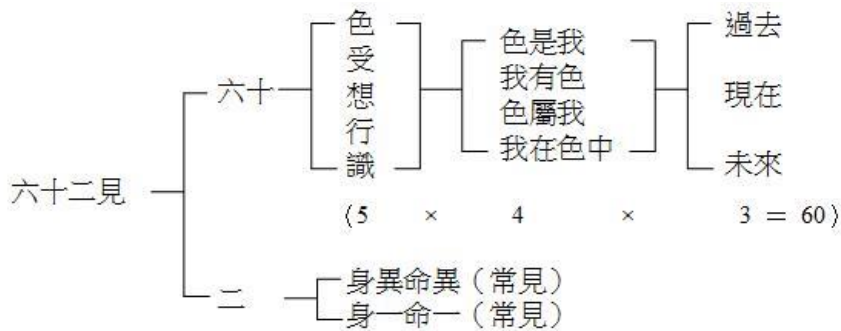 六十二見
六十
色
受
想
行
識
色是我
我有色
色屬我
我在色中
過去
現在
未來
(5 × 4 × 3 = 60)
二
身異命異（常見）
身一命一（常見）